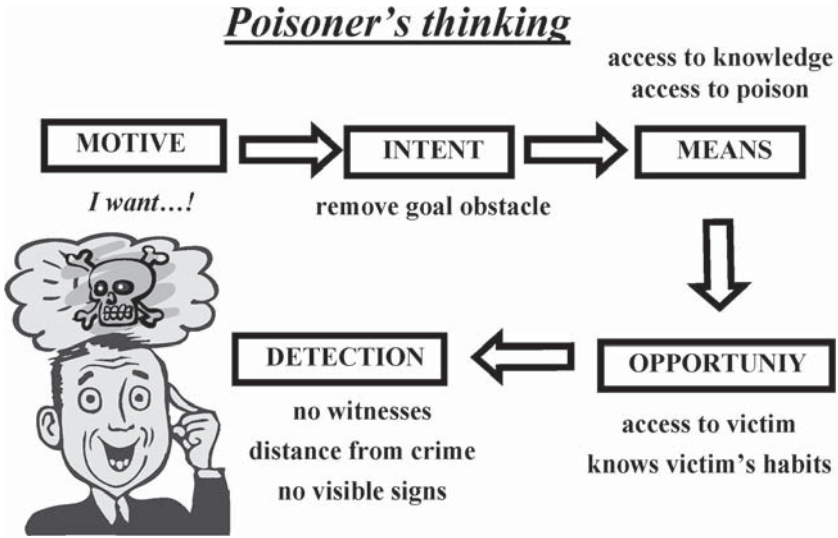 Poisoner's thinking
access to knowledge
access to poison
MOTIVE
INTENT
MEANS
I want…!
remove goal obstacle
DETECTION
OPPORTUNIY
no witnesses
distance from crime
no visible signs
access to victim
knows victim's habits